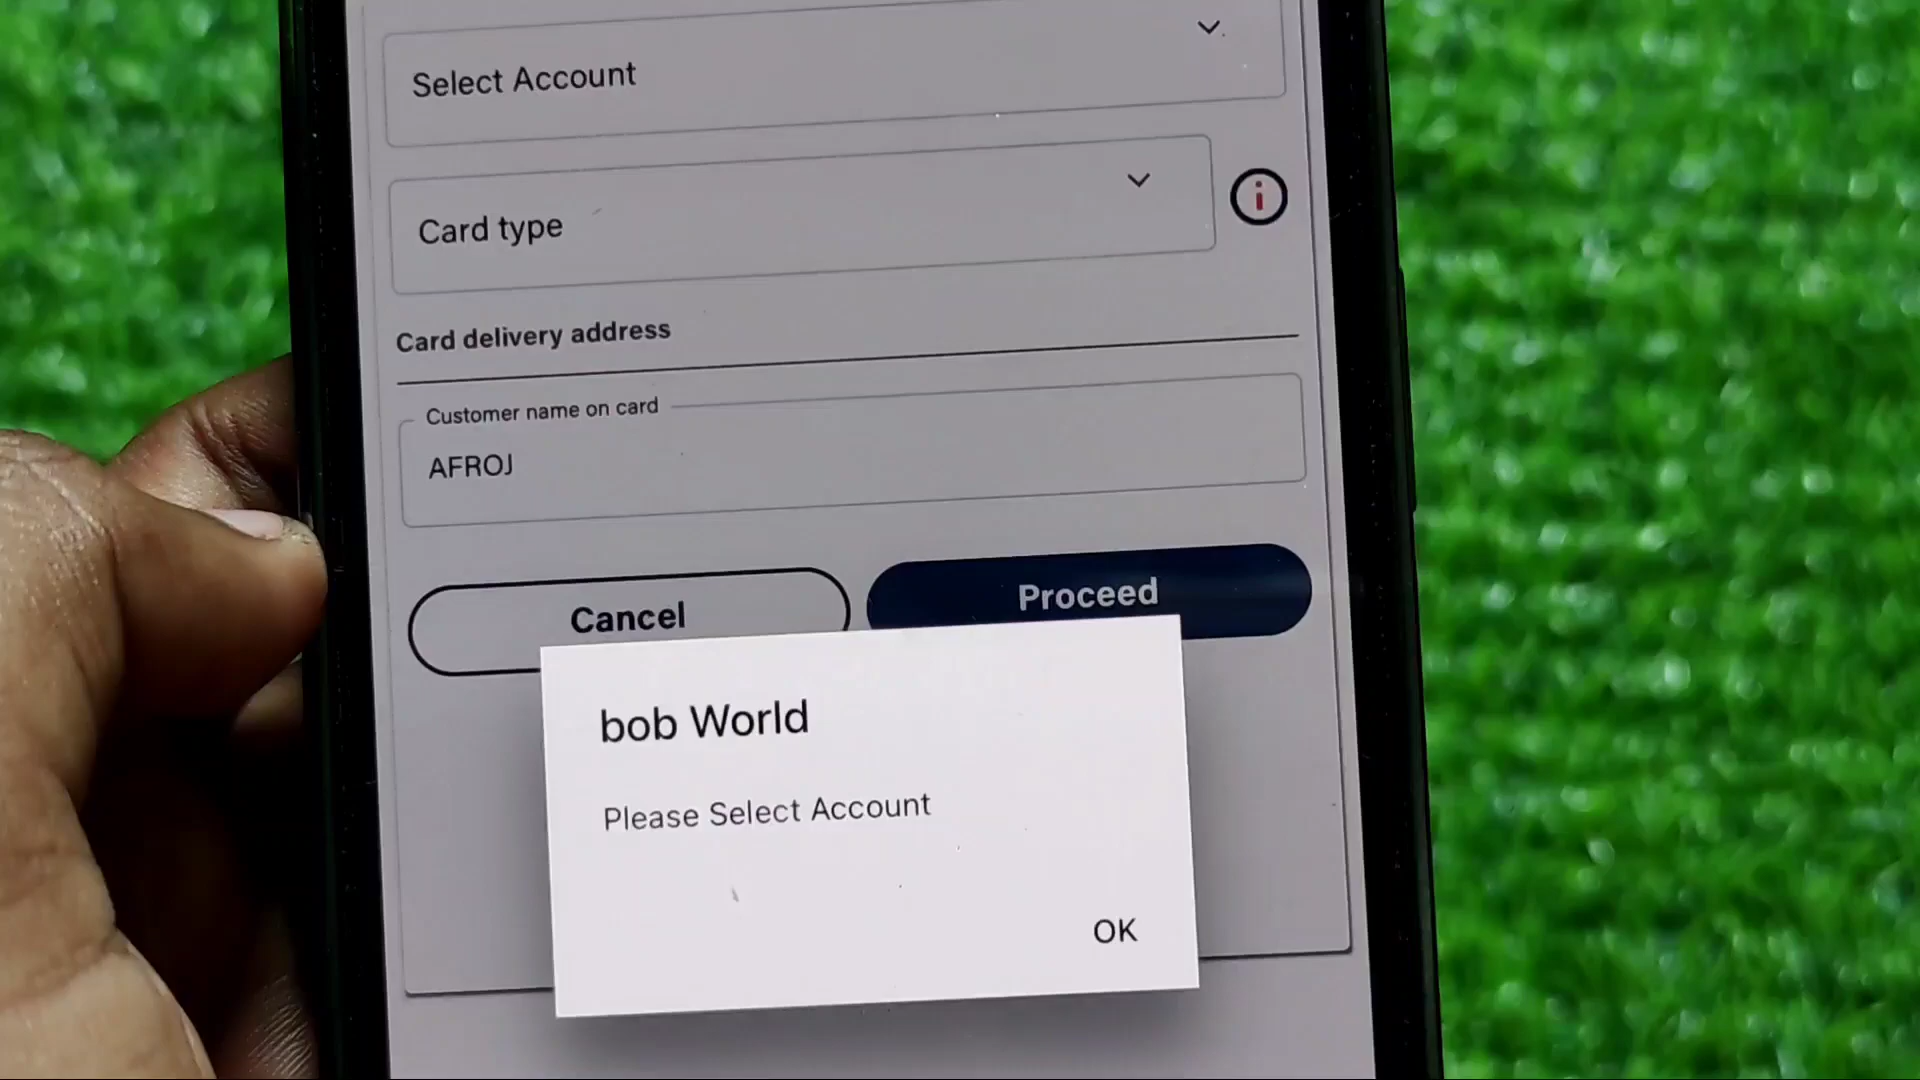 Select Account
Card type
i
Card delivery address
Customer name on card
AFROJ
Cancel
Proceed
bob World
Please Select Account
OK